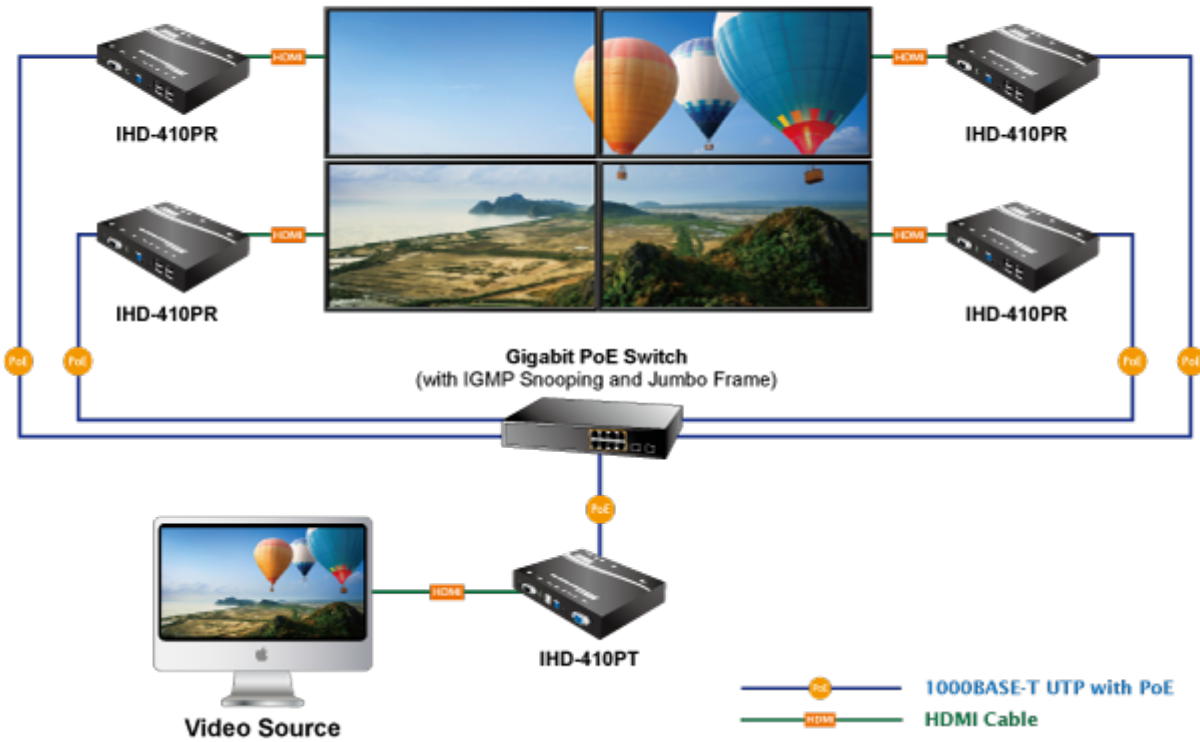 HDMI
HDMI
IHD-410PR
IHD-410PR
HDMI
HDMI
IHD-410PR
IHD-410PR
PoE
PoE
PoE
PoE
Gigabit PoE Switch
(with IGMP Snooping and Jumbo Frame)
PoE
HDMI
IHD-410PT
PoE
1000BASE-T UTP with PoE
HDMI
HDMI Cable
Video Source